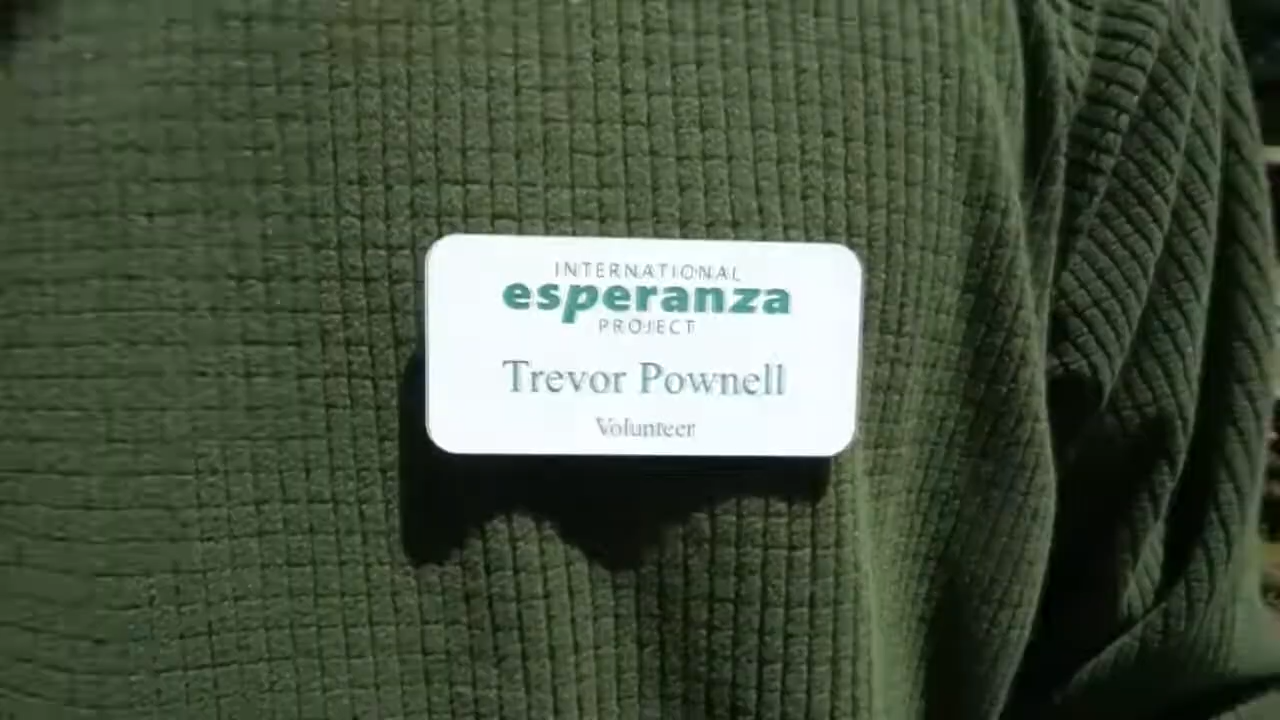 INTERNATIONAL
esperanza
PROJECT
Trevor Pownell
Volunteer